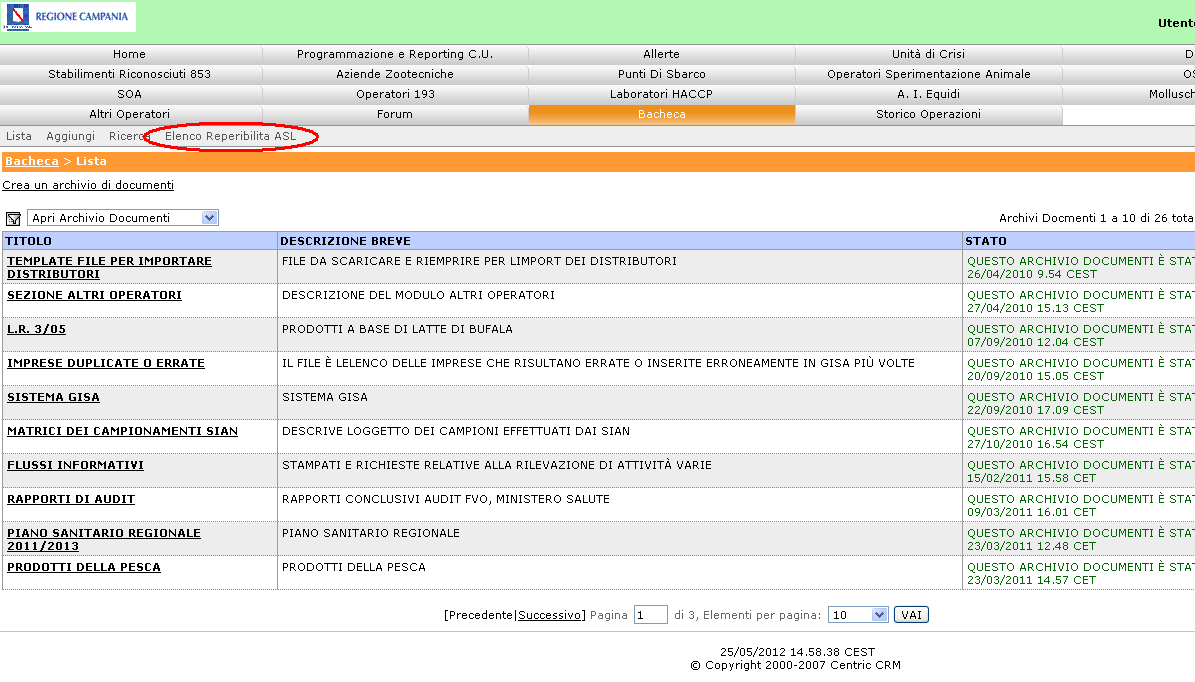 REGIONE CAMPANIA
Utente
Home Programmazione e Reporting C.U. Allerte Unità di Crisi D
Stabilimenti Riconosciuti 853 Aziende Zootecniche Punti Di Sbarco Operatori Sperimentazione Animale OS
SOA Operatori 193 Laboratori HACCP A. I. Equidi Mollusch
Altri Operatori Forum Bacheca Storico Operazioni
Lista Aggiungi Ricerca Elenco Reperibilita ASL
Bacheca > Lista
Crea un archivio di documenti
Apri Archivio Documenti Archivi Docmenti 1 a 10 di 26 tota
TITOLO DESCRIZIONE BREVE STATO
TEMPLATE FILE PER IMPORTARE DISTRIBUTORI FILE DA SCARICARE E RIEMPRIRE PER LIMPORT DEI DISTRIBUTORI QUESTO ARCHIVIO DOCUMENTI È STAT
26/04/2010 9.54 CEST
SEZIONE ALTRI OPERATORI DESCRIZIONE DEL MODULO ALTRI OPERATORI QUESTO ARCHIVIO DOCUMENTI È STAT
27/04/2010 15.13 CEST
L.R. 3/05 PRODOTTI A BASE DI LATTE DI BUFALA QUESTO ARCHIVIO DOCUMENTI È STAT
07/09/2010 12.04 CEST
IMPRESE DUPLICATE O ERRATE IL FILE È LELENCO DELLE IMPRESE CHE RISULTANO ERRATE O INSERITE ERRONEAMENTE IN GISA PIÙ VOLTE QUESTO ARCHIVIO DOCUMENTI È STAT
20/09/2010 15.05 CEST
SISTEMA GISA SISTEMA GISA QUESTO ARCHIVIO DOCUMENTI È STAT
22/09/2010 17.09 CEST
MATRICI DEI CAMPIONAMENTI SIAN DESCRIVE LOGGETTO DEI CAMPIONI EFFETTUATI DAI SIAN QUESTO ARCHIVIO DOCUMENTI È STAT
27/10/2010 16.54 CEST
FLUSSI INFORMATIVI STAMPATI E RICHIESTE RELATIVE ALLA RILEVAZIONE DI ATTIVITÀ VARIE QUESTO ARCHIVIO DOCUMENTI È STAT
15/02/2011 15.58 CET
RAPPORTI DI AUDIT RAPPORTI CONCLUSIVI AUDIT FVO, MINISTERO SALUTE QUESTO ARCHIVIO DOCUMENTI È STAT
09/03/2011 16.01 CET
PIANO SANITARIO REGIONALE 2011/2013 PIANO SANITARIO REGIONALE QUESTO ARCHIVIO DOCUMENTI È STAT
23/03/2011 12.48 CET
PRODOTTI DELLA PESCA PRODOTTI DELLA PESCA QUESTO ARCHIVIO DOCUMENTI È STAT
23/03/2011 14.57 CET
[Precedente|Successivo] Pagina 1 di 3, Elementi per pagina: 10 VAI
25/05/2012 14.58.38 CEST
© Copyright 2000-2007 Centric CRM